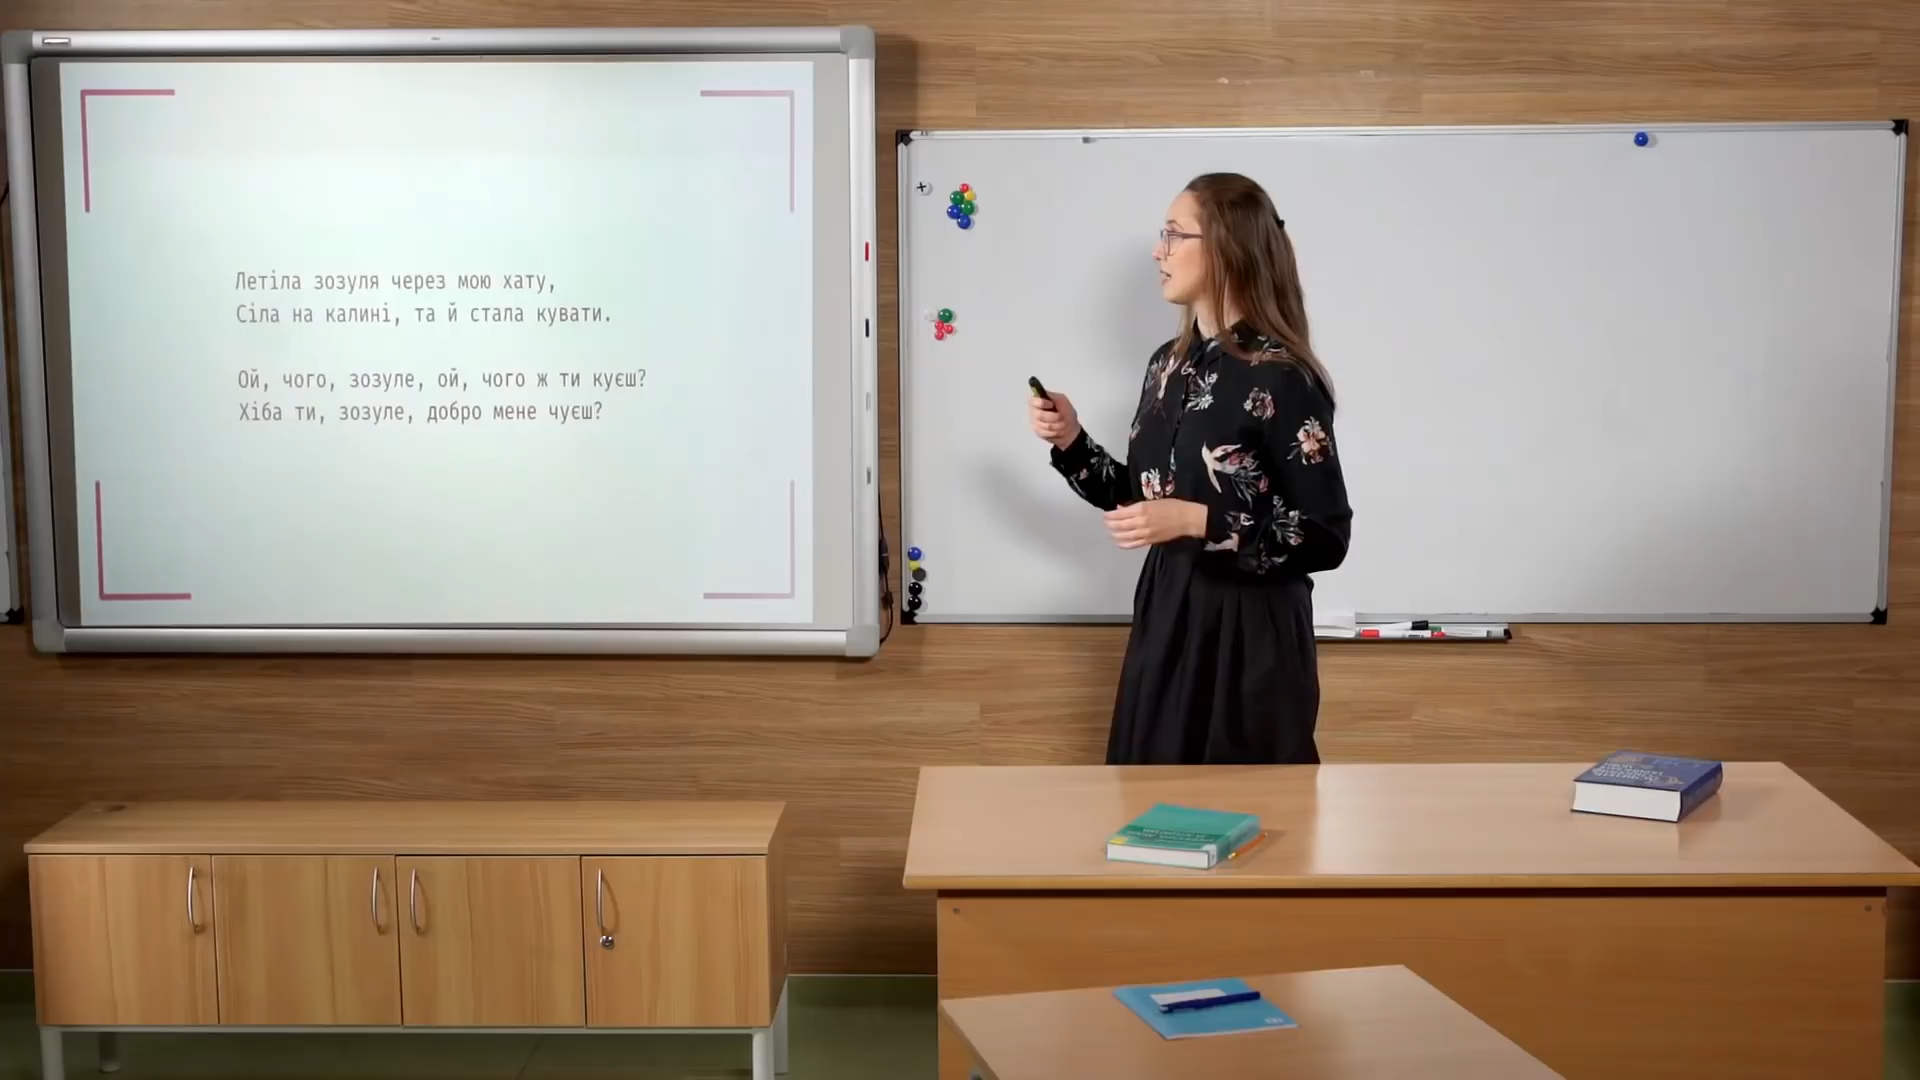 Летіла зозуля через мою хату,
Сіла на калині, та й стала кувати.
Ой, чого, зозуле, ой, чого ж ти куєш?
Хіба ти, зозуле, добро мене чуєш?